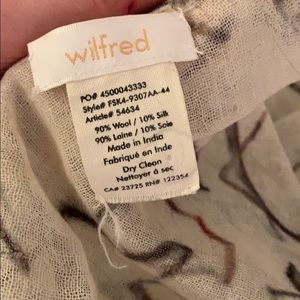 wilfred
PO# 4500043333
Style# FSK4-9307AA-44
Article# 54634
90% Wool / 10% Silk
90% Laine / 10% Soie
Made in India
Fabriqué en Inde
Dry Clean
Nettoyer à sec
CA# 23725 RN# 122354